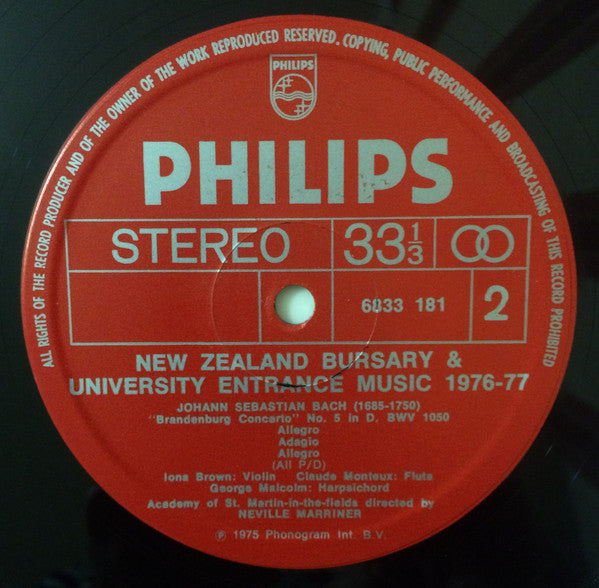 ALL RIGHTS OF THE RECORD PRODUCER AND OF THE OWNER OF THE WORK REPRODUCED RESERVED. COPYING, PUBLIC PERFORMANCE AND BROADCASTING OF THIS RECORD PROHIBITED
PHILIPS
PHILIPS
STEREO 33⅓
6833 181 2
NEW ZEALAND BURSARY &
UNIVERSITY ENTRANCE MUSIC 1976-77
JOHANN SEBASTIAN BACH (1685-1750)
"Brandenburg Concerto" No. 5 in D, BWV 1050
Allegro
Adagio
Allegro
(All P/D)
Iona Brown: Violin Claude Monteux: Flute
George Malcolm: Harpsichord
Academy of St. Martin-in-the-fields directed by
NEVILLE MARRINER
℗ 1975 Phonogram Int. B.V.